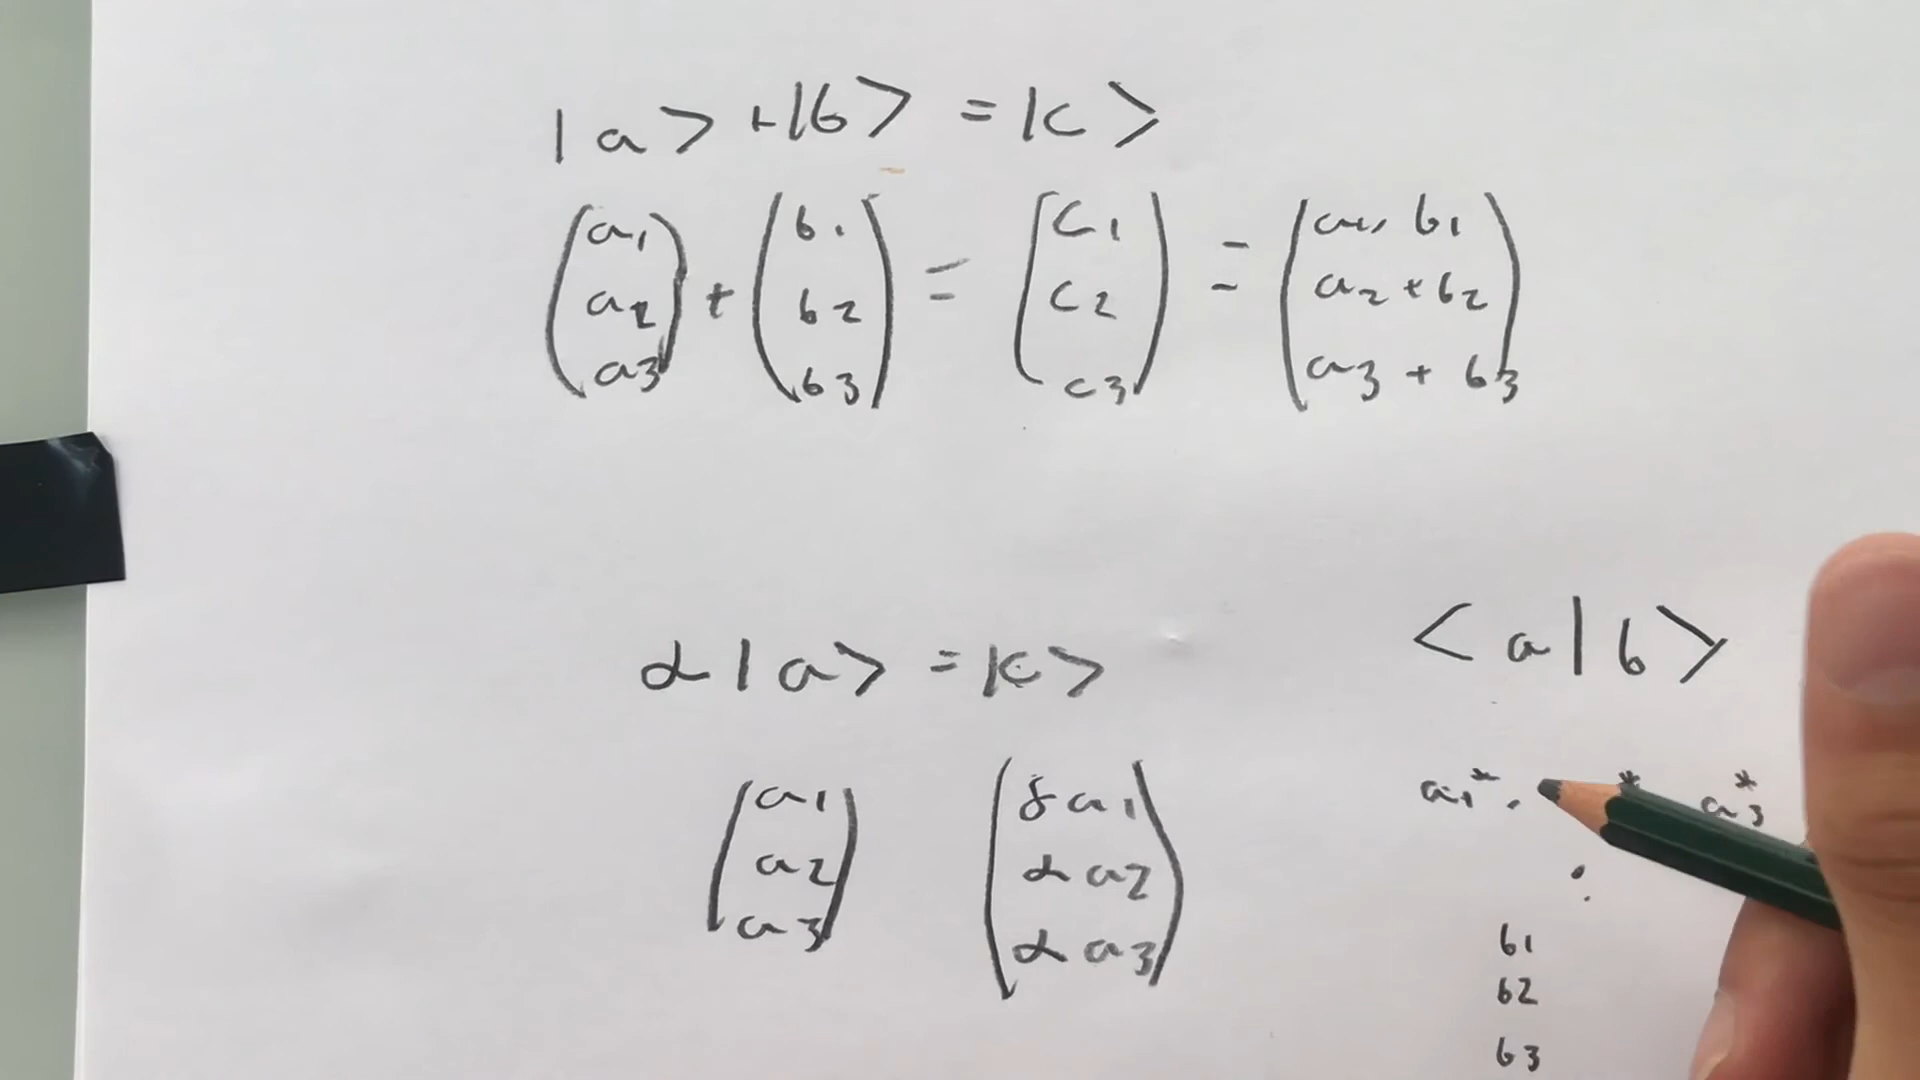 |a> + |b> = |c>
(a1 a2 a3) + (b1 b2 b3) = (c1 c2 c3) = (a1, b1 a2 + b2 a3 + b3)
α|a> = |c>
(a1 a2 a3) (αa1 αa2 αa3)
<a|b>
a1* . * a3*
b1
b2
b3